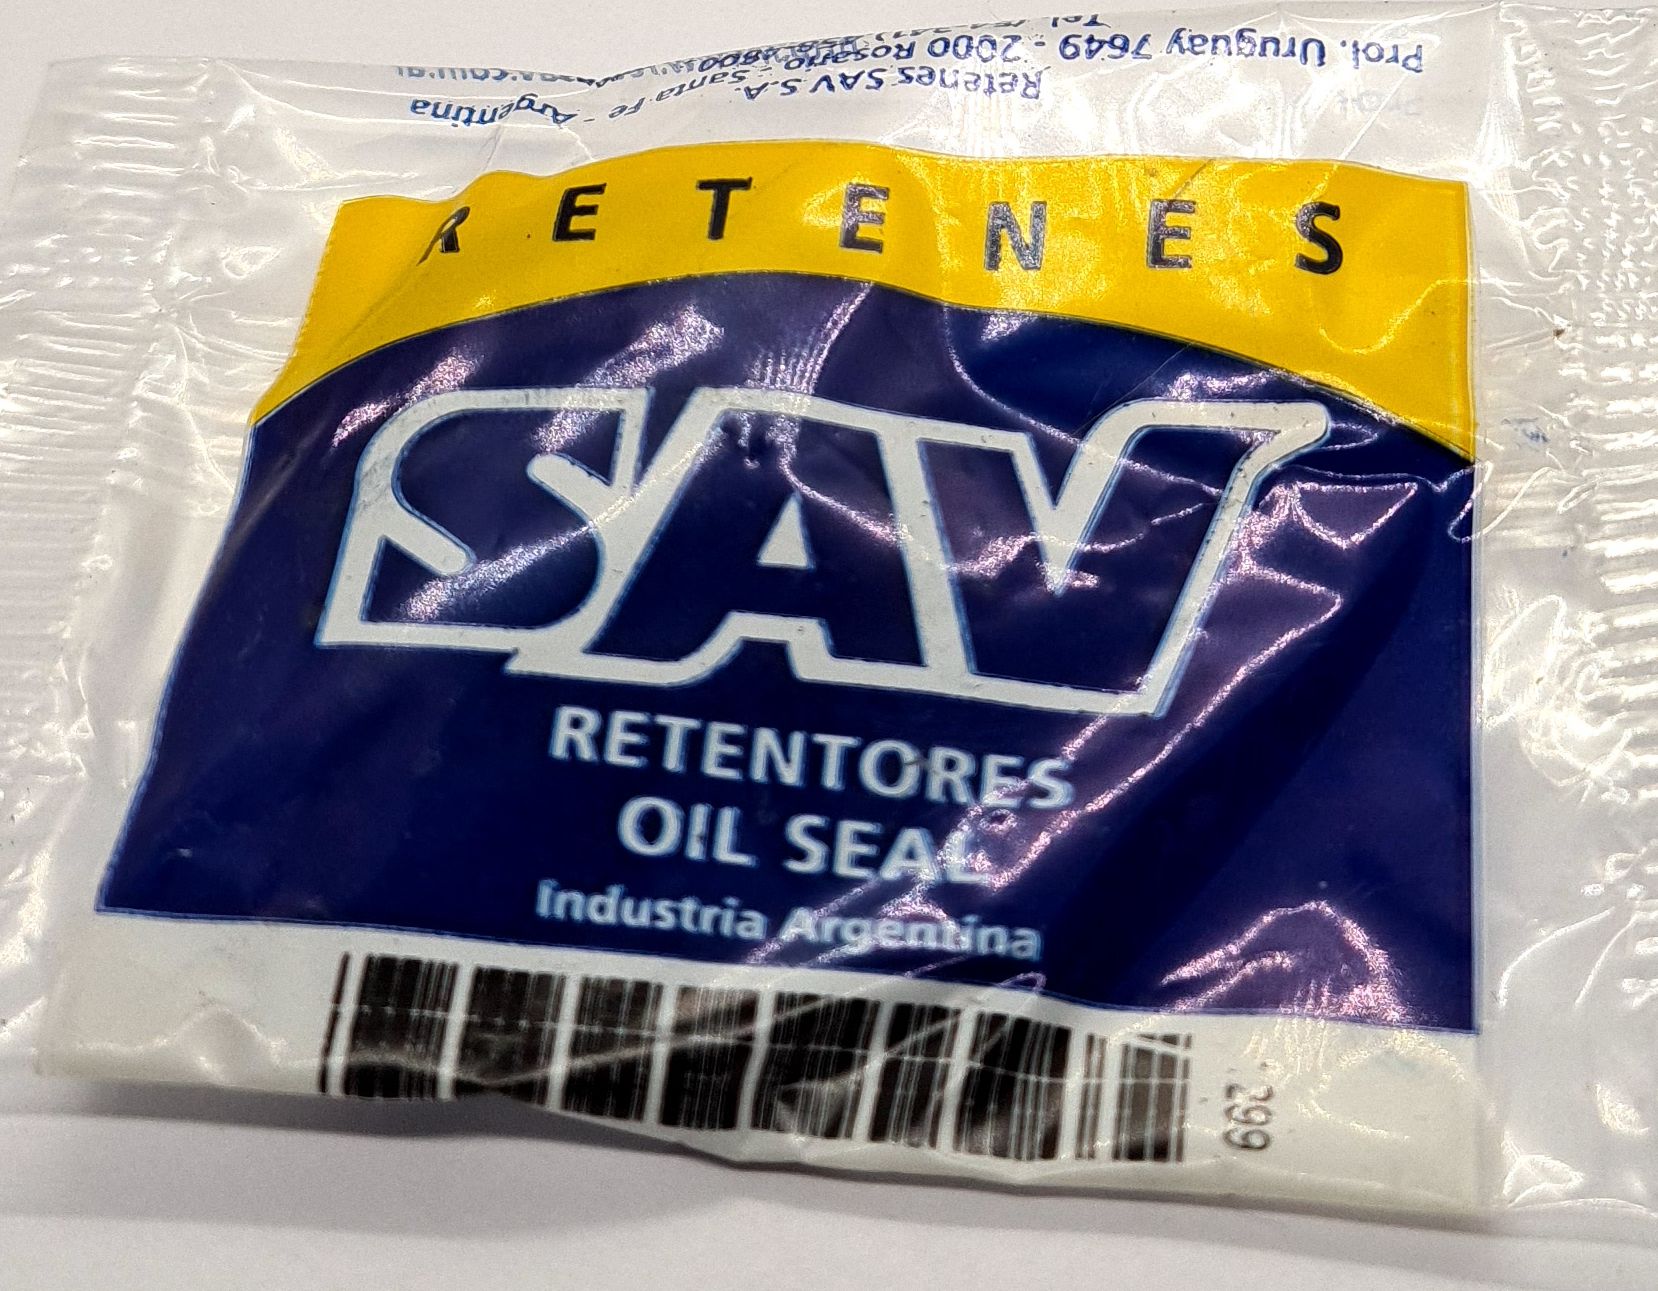 Retenes SAV S.A.
Prol. Uruguay 7649 - 2000 Rosario - Santa Fe - Argentina
RETENES
SAV
RETENTORES
OIL SEAL
Industria Argentina
299